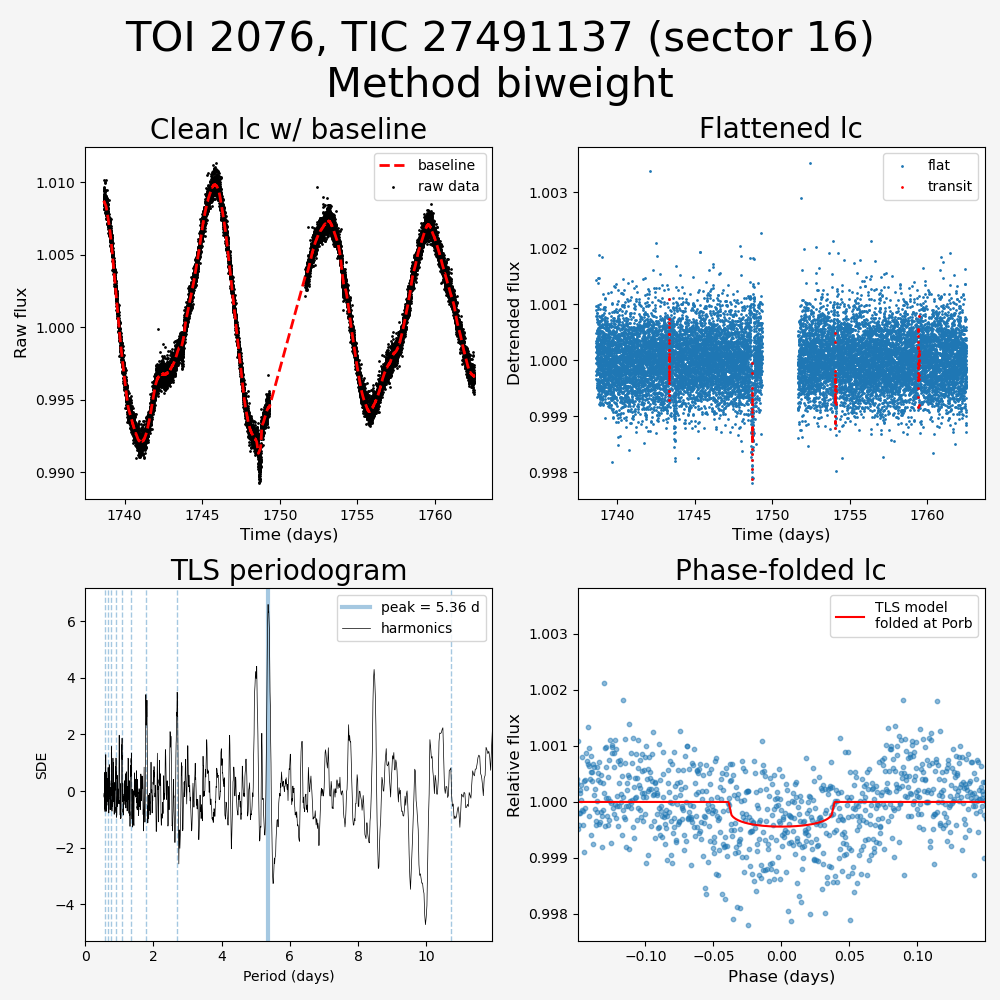 TOI 2076, TIC 27491137 (sector 16)
Method biweight
Clean lc w/ baseline
baseline
raw data
1.010
1.005
1.000
0.995
0.990
Raw flux
1740
1745
1750
1755
1760
Time (days)
Flattened lc
flat
transit
1.003
1.002
1.001
1.000
0.999
0.998
Detrended flux
1740
1745
1750
1755
1760
Time (days)
TLS periodogram
peak = 5.36 d
harmonics
6
4
2
0
−2
−4
SDE
0
2
4
6
8
10
Period (days)
Phase-folded lc
TLS model
folded at Porb
1.003
1.002
1.001
1.000
0.999
0.998
Relative flux
−0.10
−0.05
0.00
0.05
0.10
Phase (days)